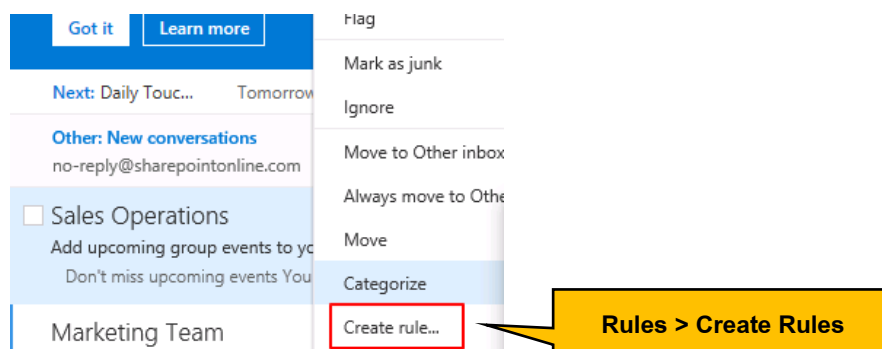 Got it
Learn more
Next: Daily Touc...
Tomorrow
Other: New conversations
no-reply@sharepointonline.com
Sales Operations
Add upcoming group events to yo
Don't miss upcoming events You
Marketing Team
Flag
Mark as junk
Ignore
Move to Other inbox
Always move to Othe
Move
Categorize
Create rule...
Rules > Create Rules